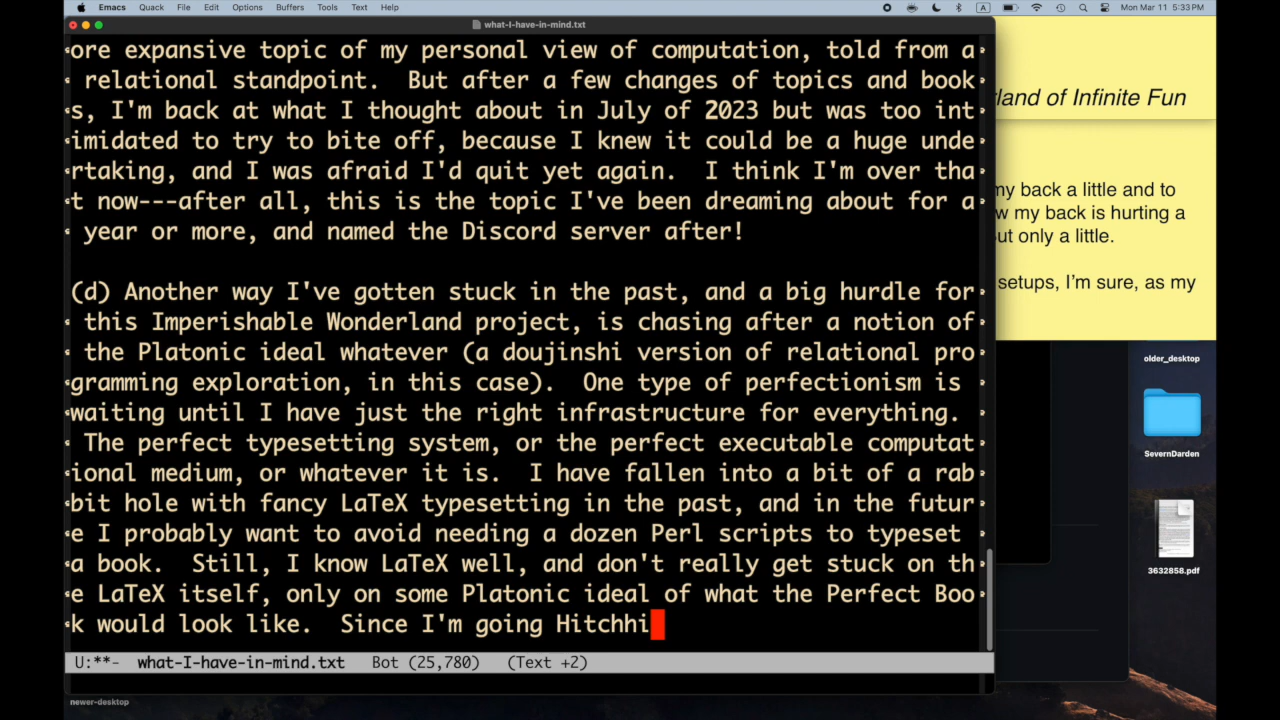 Emacs Quack File Edit Options Buffers Tools Text Help A Mon Mar 11 5:33 PM
what-I-have-in-mind.txt
ore expansive topic of my personal view of computation, told from a
relational standpoint. But after a few changes of topics and book
s, I'm back at what I thought about in July of 2023 but was too int
imidated to try to bite off, because I knew it could be a huge unde
rtaking, and I was afraid I'd quit yet again. I think I'm over tha
t now---after all, this is the topic I've been dreaming about for a
year or more, and named the Discord server after!
(d) Another way I've gotten stuck in the past, and a big hurdle for
this Imperishable Wonderland project, is chasing after a notion of
the Platonic ideal whatever (a doujinshi version of relational pro
gramming exploration, in this case). One type of perfectionism is
waiting until I have just the right infrastructure for everything.
The perfect typesetting system, or the perfect executable computat
ional medium, or whatever it is. I have fallen into a bit of a rab
bit hole with fancy LaTeX typesetting in the past, and in the futur
e I probably want to avoid needing a dozen Perl scripts to typeset
a book. Still, I know LaTeX well, and don't really get stuck on th
e LaTeX itself, only on some Platonic ideal of what the Perfect Boo
k would look like. Since I'm going Hitchhi
U:**- what-I-have-in-mind.txt Bot (25,780) (Text +2)
land of Infinite Fun
my back a little and to
w my back is hurting a
ut only a little.
setups, I'm sure, as my
older_desktop
SevernDarden
3632858.pdf
newer-desktop